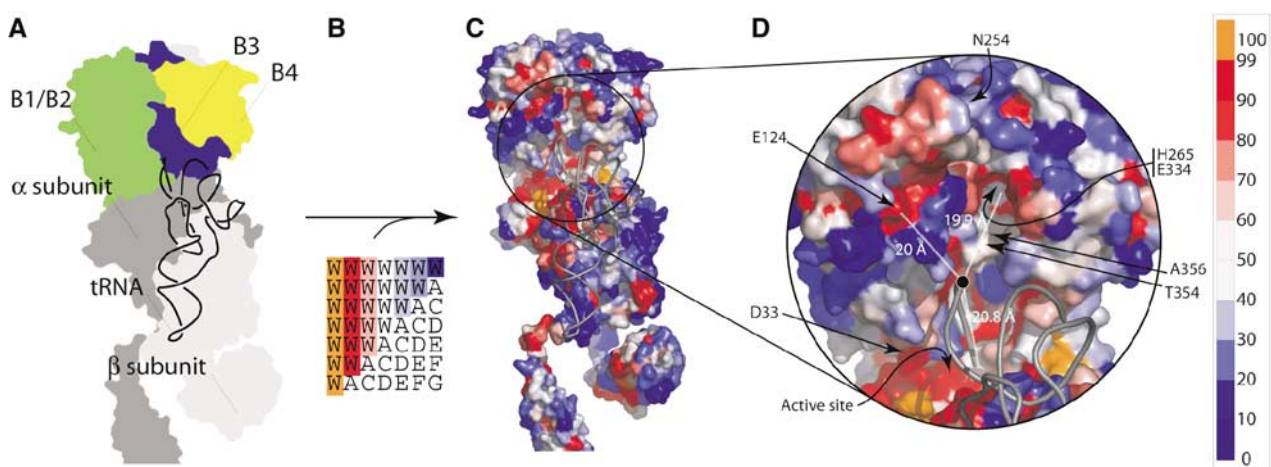 A
B1/B2
B3
B4
α subunit
tRNA
β subunit
B
WWWWWWW
WWWWWWA
WWWWWAC
WWWWACD
WWWACDE
WWACDEF
WACDEFG
C
D
N254
E124
H265
E334
19.9
20 Å
A356
T354
D33
20.8 Å
Active site
100
99
90
80
70
60
50
40
30
20
10
0